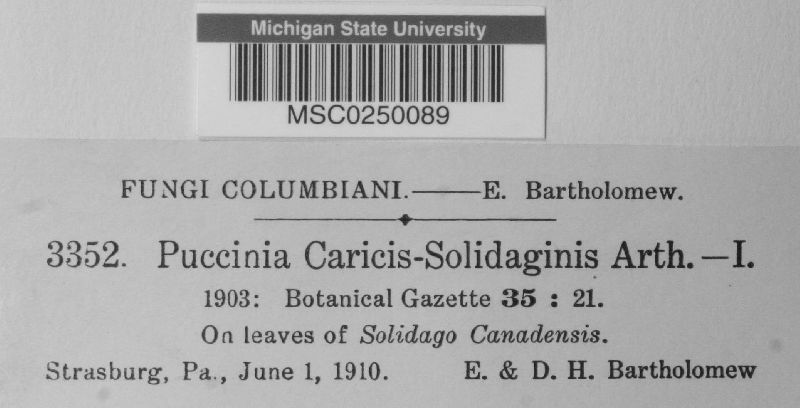 Michigan State University
MSC0250089
FUNGI COLUMBIANI.——E. Bartholomew.
3352. Puccinia Caricis-Solidaginis Arth.—I.
1903: Botanical Gazette 35 : 21.
On leaves of Solidago Canadensis.
Strasburg, Pa., June 1, 1910. E. & D. H. Bartholomew